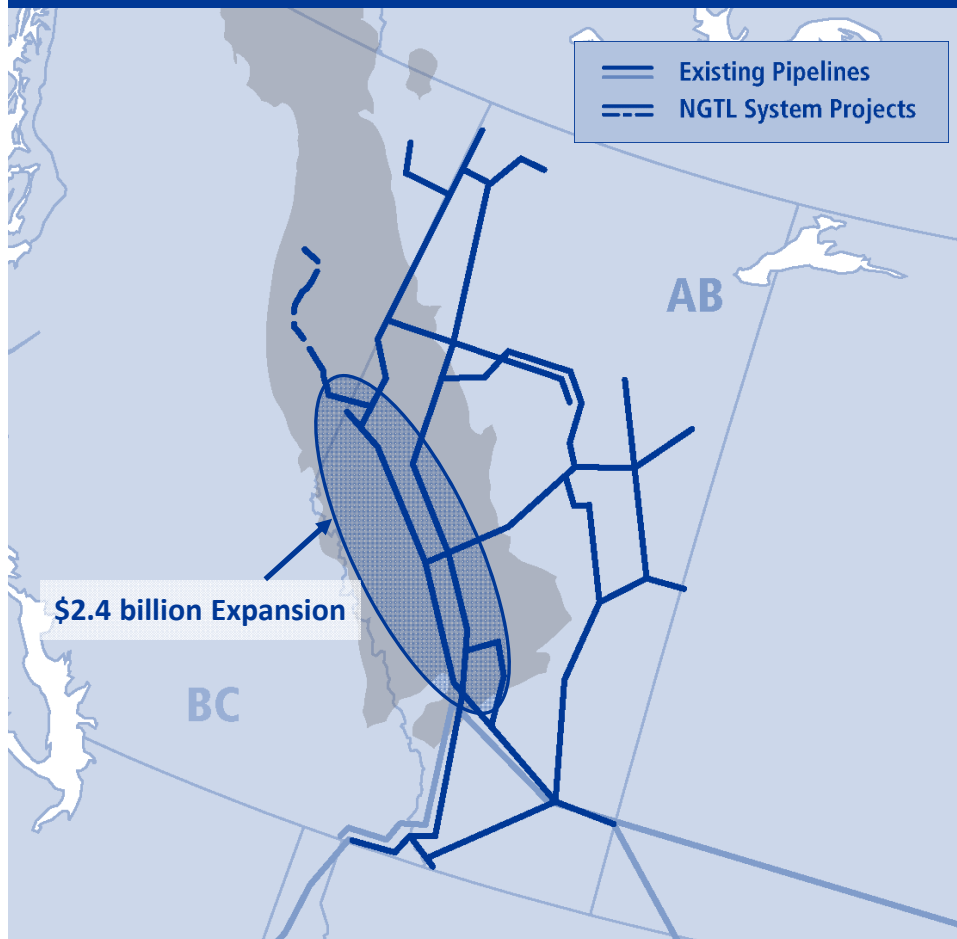 Existing Pipelines
NGTL System Projects
AB
$2.4 billion Expansion
BC